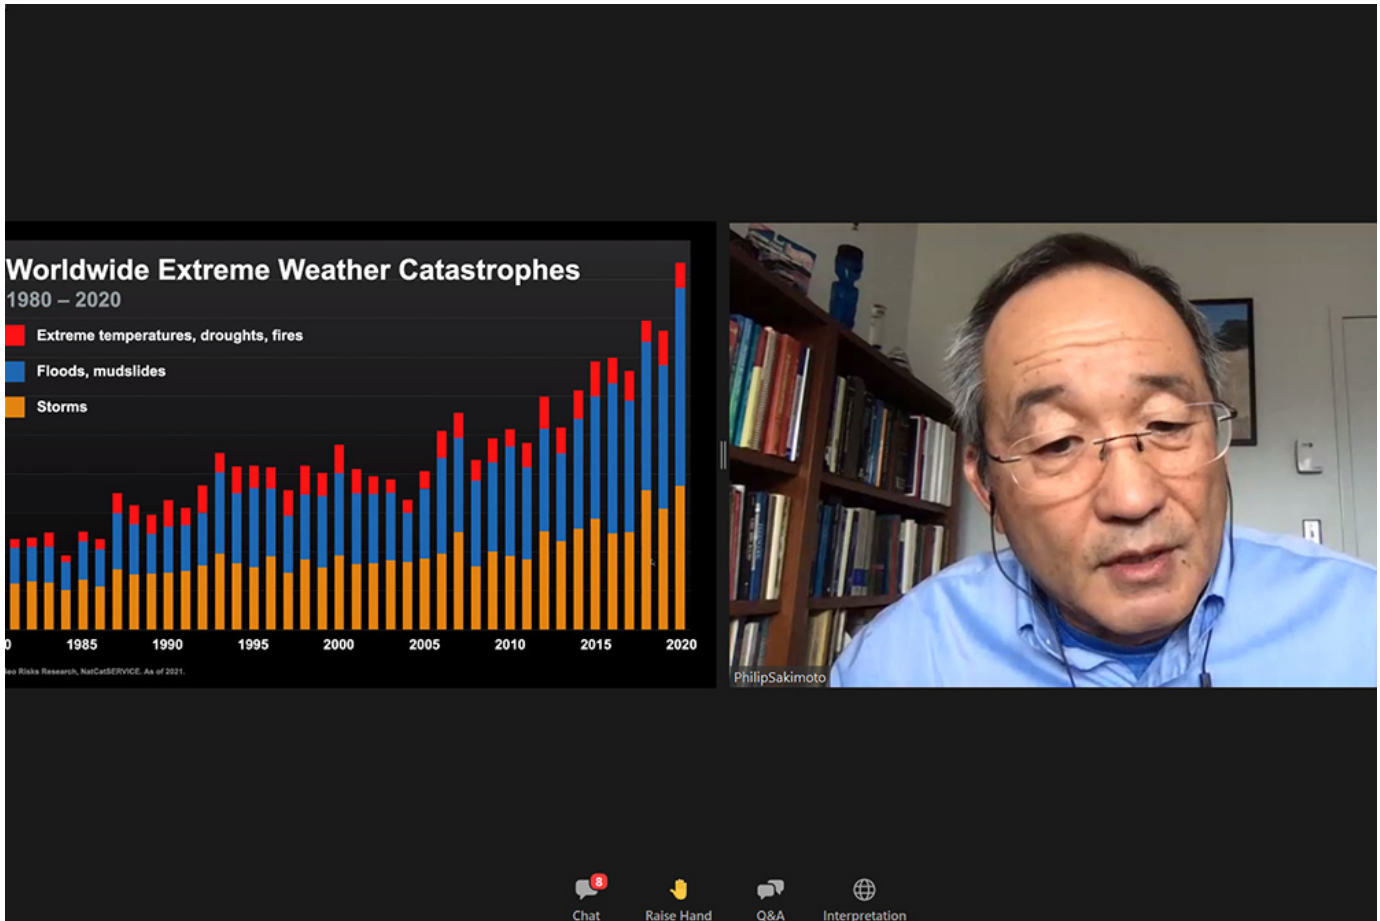 Worldwide Extreme Weather Catastrophes
1980 – 2020
Extreme temperatures, droughts, fires
Floods, mudslides
Storms
0 1985 1990 1995 2000 2005 2010 2015 2020
Risks Research, NatCatSERVICE. As of 2021.
PhilipSakimoto
8
Chat Raise Hand Q&A Interpretation